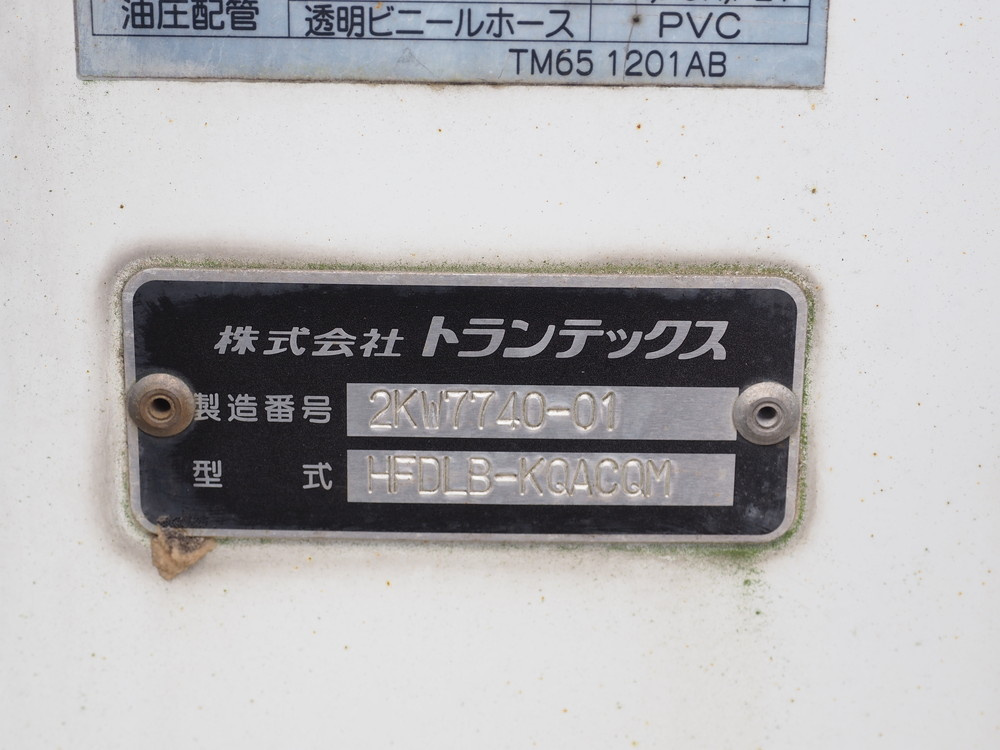 油圧配管 透明ビニールホース PVC
TM65 1201AB
株式会社 トランテックス
製造番号 2KW7740-01
型式 HFDLB-KQACQM